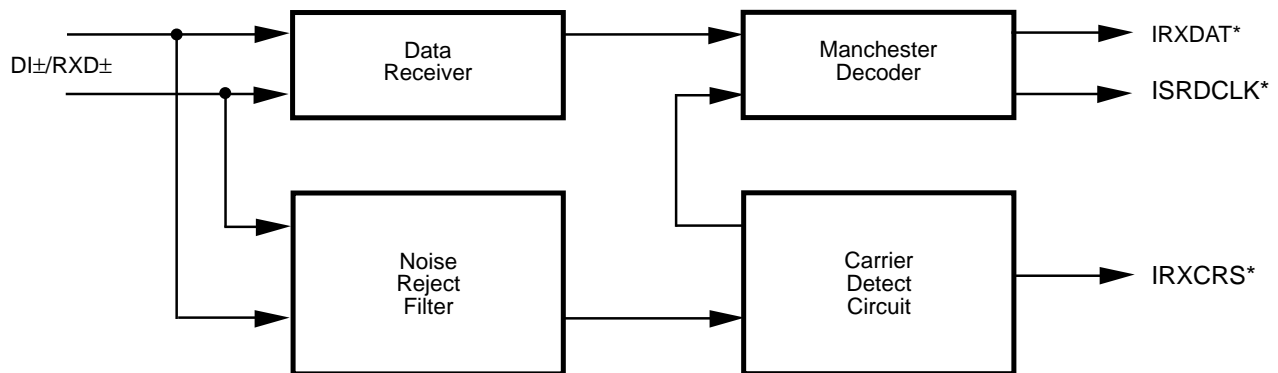 DI±/RXD±
Data
Receiver
Manchester
Decoder
IRXDAT*
ISRDCLK*
Noise
Reject
Filter
Carrier
Detect
Circuit
IRXCRS*